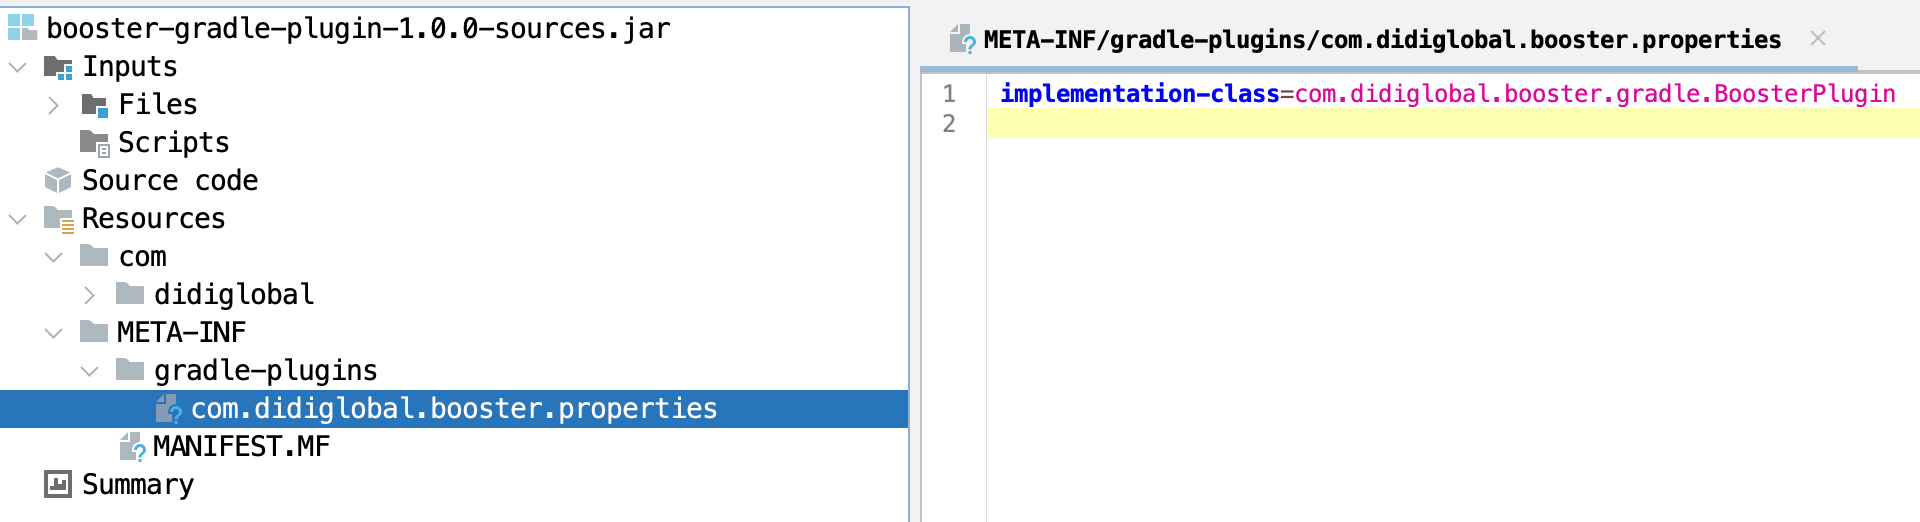 booster-gradle-plugin-1.0.0-sources.jar
Inputs
Files
Scripts
Source code
Resources
com
didiglobal
META-INF
gradle-plugins
com.didiglobal.booster.properties
MANIFEST.MF
Summary
META-INF/gradle-plugins/com.didiglobal.booster.properties
1 implementation-class=com.didiglobal.booster.gradle.BoosterPlugin
2